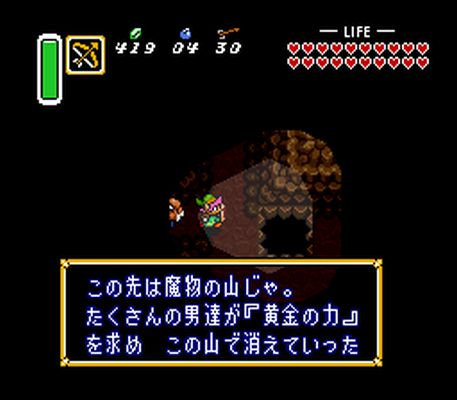 — LIFE —
419 04 30
この先は魔物の山じゃ。
たくさんの男達が『黄金の力』
を求め この山で消えていった